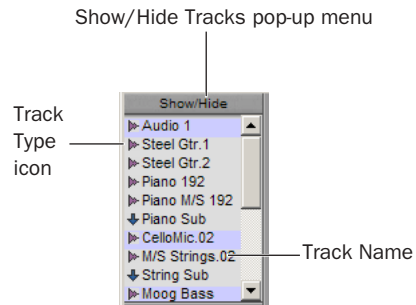 Show/Hide Tracks pop-up menu
Show/Hide
Track
Type
icon
Audio 1
Steel Gtr.1
Steel Gtr.2
Piano 192
Piano M/S 192
Piano Sub
CelloMic.02
M/S Strings.02
Track Name
String Sub
Moog Bass